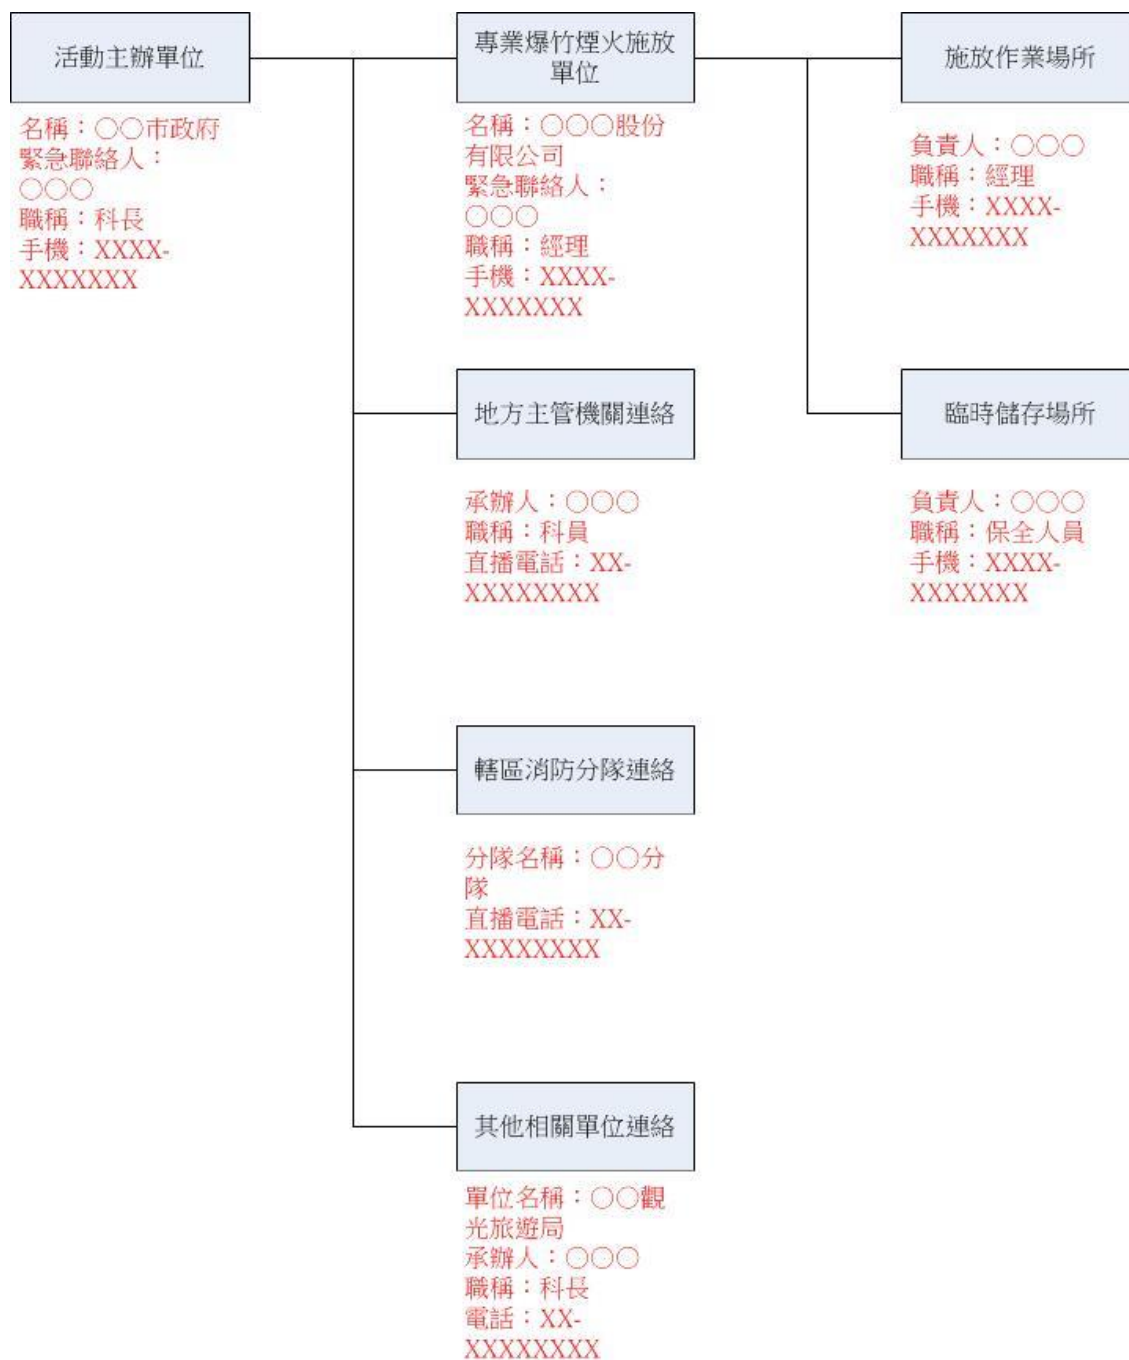 活動主辦單位
名稱：○○市政府
緊急聯絡人：
○○○
職稱：科長
手機：XXXX-
XXXXXXX
專業爆竹煙火施放
單位
名稱：○○○股份
有限公司
緊急聯絡人：
○○○
職稱：經理
手機：XXXX-
XXXXXXX
施放作業場所
負責人：○○○
職稱：經理
手機：XXXX-
XXXXXXX
地方主管機關連絡
承辦人：○○○
職稱：科員
直播電話：XX-
XXXXXXXX
臨時儲存場所
負責人：○○○
職稱：保全人員
手機：XXXX-
XXXXXXX
轄區消防分隊連絡
分隊名稱：○○分
隊
直播電話：XX-
XXXXXXXX
其他相關單位連絡
單位名稱：○○觀
光旅遊局
承辦人：○○○
職稱：科長
電話：XX-
XXXXXXXX